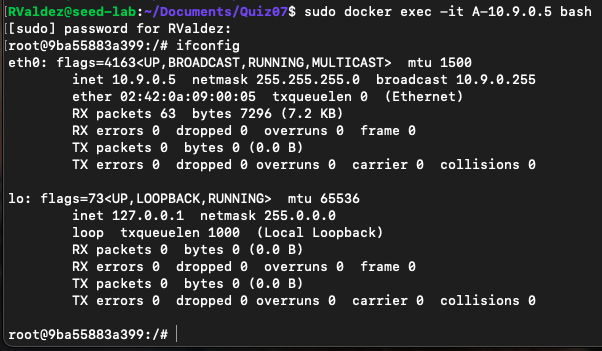 RValdez@seed-lab:~/Documents/Quiz07$ sudo docker exec -it A-10.9.0.5 bash
[sudo] password for RValdez:
root@9ba55883a399:/# ifconfig
eth0: flags=4163<UP,BROADCAST,RUNNING,MULTICAST>  mtu 1500
        inet 10.9.0.5  netmask 255.255.255.0  broadcast 10.9.0.255
        ether 02:42:0a:09:00:05  txqueuelen 0  (Ethernet)
        RX packets 63  bytes 7296 (7.2 KB)
        RX errors 0  dropped 0  overruns 0  frame 0
        TX packets 0  bytes 0 (0.0 B)
        TX errors 0  dropped 0 overruns 0  carrier 0  collisions 0

lo: flags=73<UP,LOOPBACK,RUNNING>  mtu 65536
        inet 127.0.0.1  netmask 255.0.0.0
        loop  txqueuelen 1000  (Local Loopback)
        RX packets 0  bytes 0 (0.0 B)
        RX errors 0  dropped 0  overruns 0  frame 0
        TX packets 0  bytes 0 (0.0 B)
        TX errors 0  dropped 0 overruns 0  carrier 0  collisions 0

root@9ba55883a399:/#